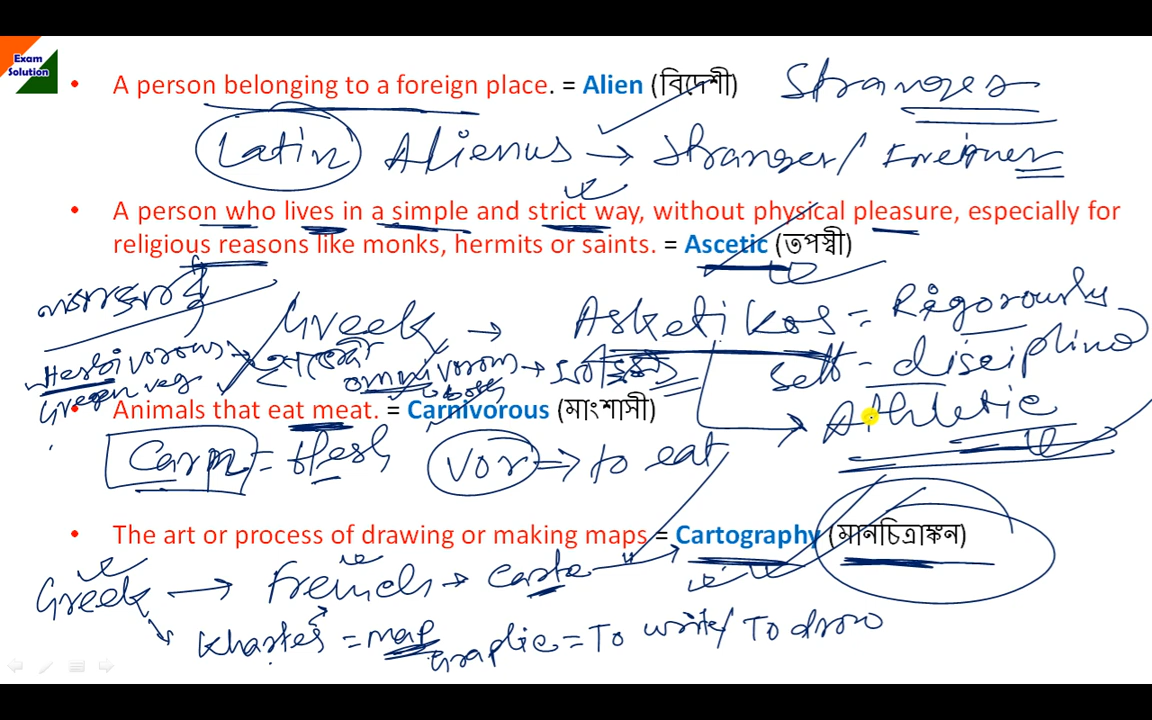 Exam
Solution
• A person belonging to a foreign place. = Alien (বিদেশী) Stranger
Latin Alienus → Stranger/ Foreigner
• A person who lives in a simple and strict way, without physical pleasure, especially for
religious reasons like monks, hermits or saints. = Ascetic (তপস্বী)
Greek → Asketikos = Rigorously
self-discipline
Herbivorous
omnivorous →
Green veg
→ Athletic
• Animals that eat meat. = Carnivorous (মাংশাসী)
Carn = flesh, vor => to eat
• The art or process of drawing or making maps = Cartography (মানচিত্রাঙ্কন)
Greek → French → carte →
Khartes = map Graphie = To write/ To draw